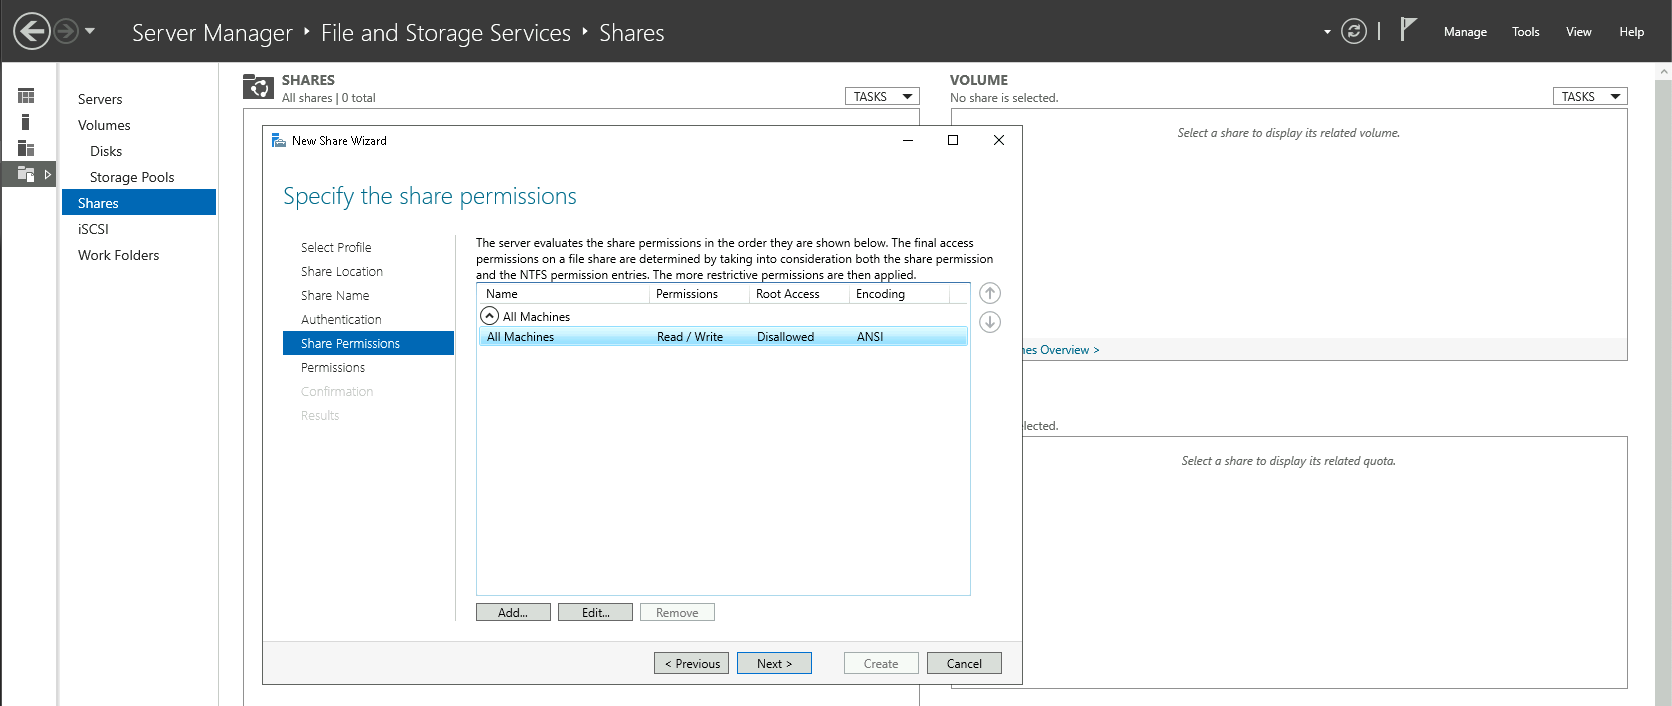 Server Manager ‣ File and Storage Services ‣ Shares
Manage
Tools
View
Help
Servers
Volumes
Disks
Storage Pools
Shares
iSCSI
Work Folders
SHARES
All shares | 0 total
TASKS
VOLUME
No share is selected.
TASKS
Select a share to display its related volume.
New Share Wizard
Specify the share permissions
Select Profile
Share Location
Share Name
Authentication
Share Permissions
Permissions
Confirmation
Results
The server evaluates the share permissions in the order they are shown below. The final access
permissions on a file share are determined by taking into consideration both the share permission
and the NTFS permission entries. The more restrictive permissions are then applied.
Name Permissions Root Access Encoding
All Machines
All Machines Read / Write Disallowed ANSI
Add...
Edit...
Remove
< Previous
Next >
Create
Cancel
Overview >
Select a share to display its related quota.